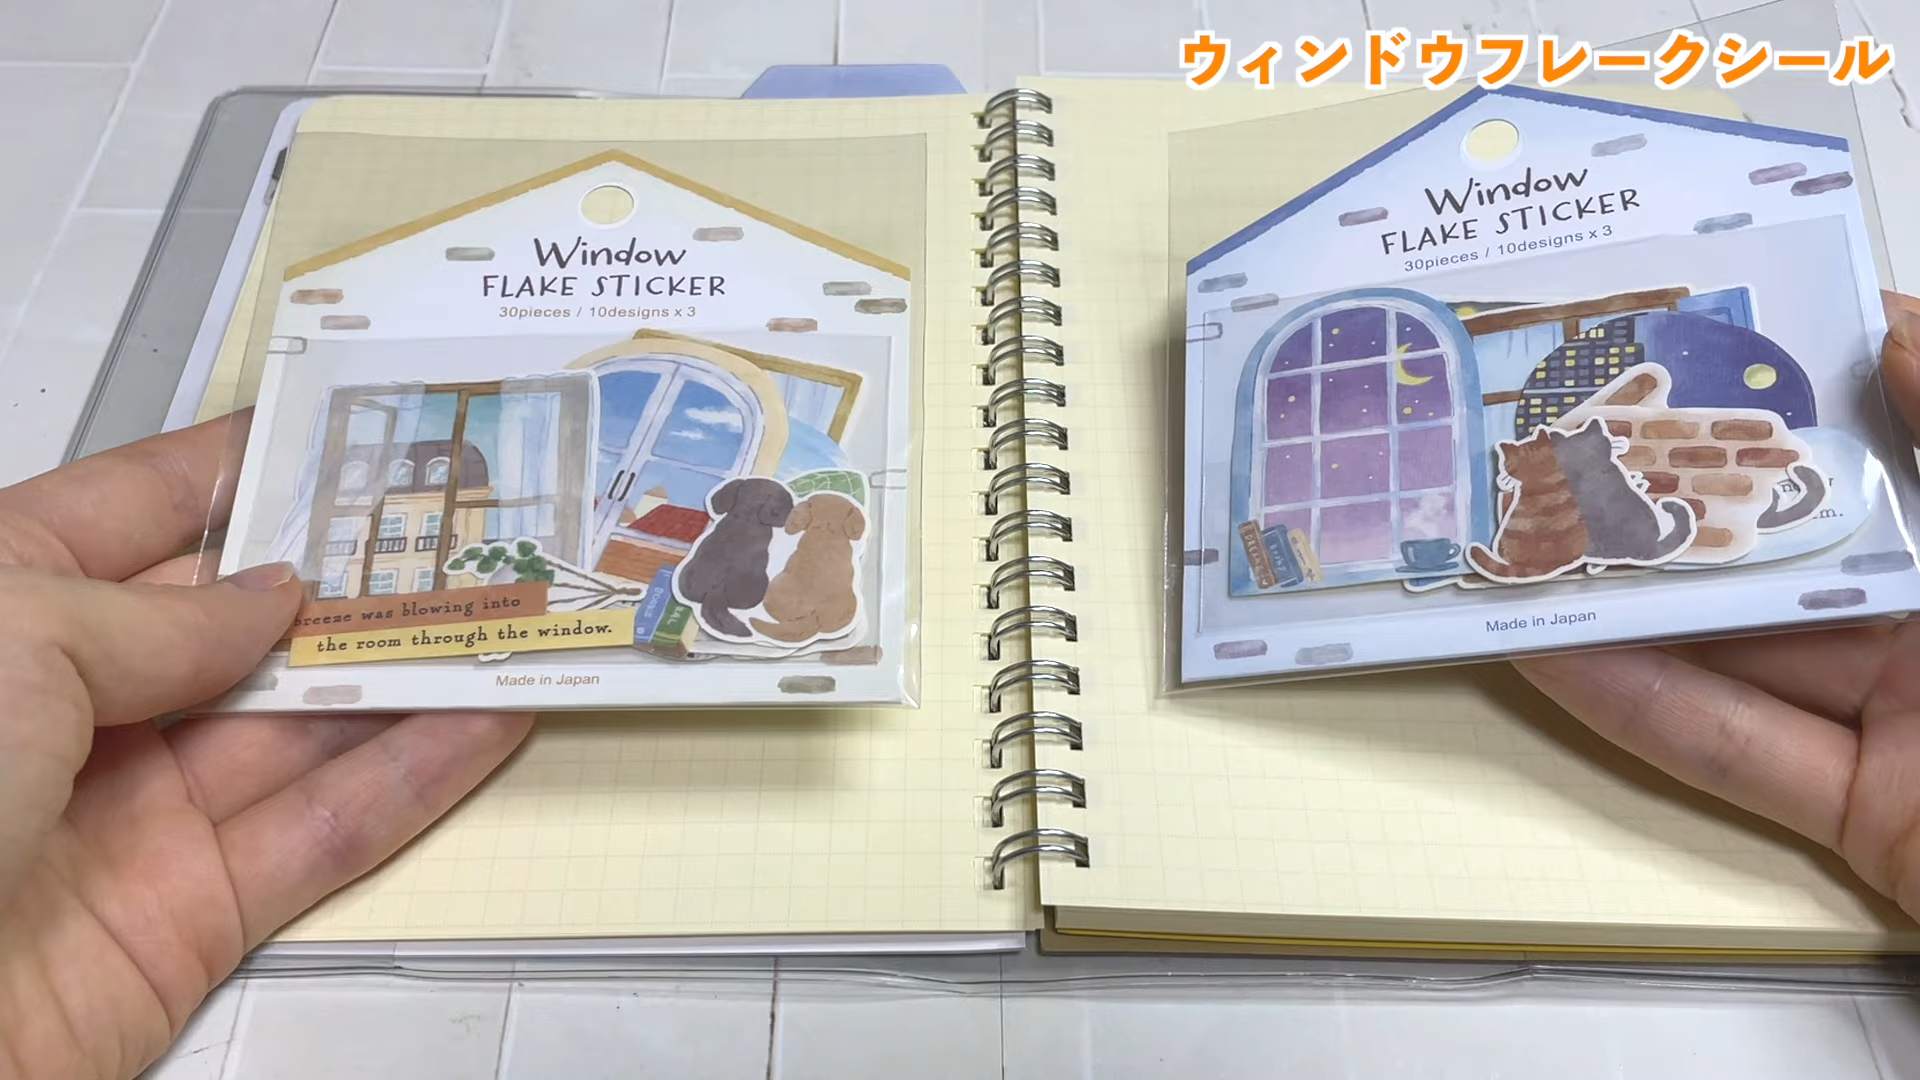 ウィンドウフレークシール
Window
FLAKE STICKER
30pieces / 10designs x 3
breeze was blowing into
the room through the window.
Made in Japan
Window
FLAKE STICKER
30pieces / 10designs x 3
Made in Japan